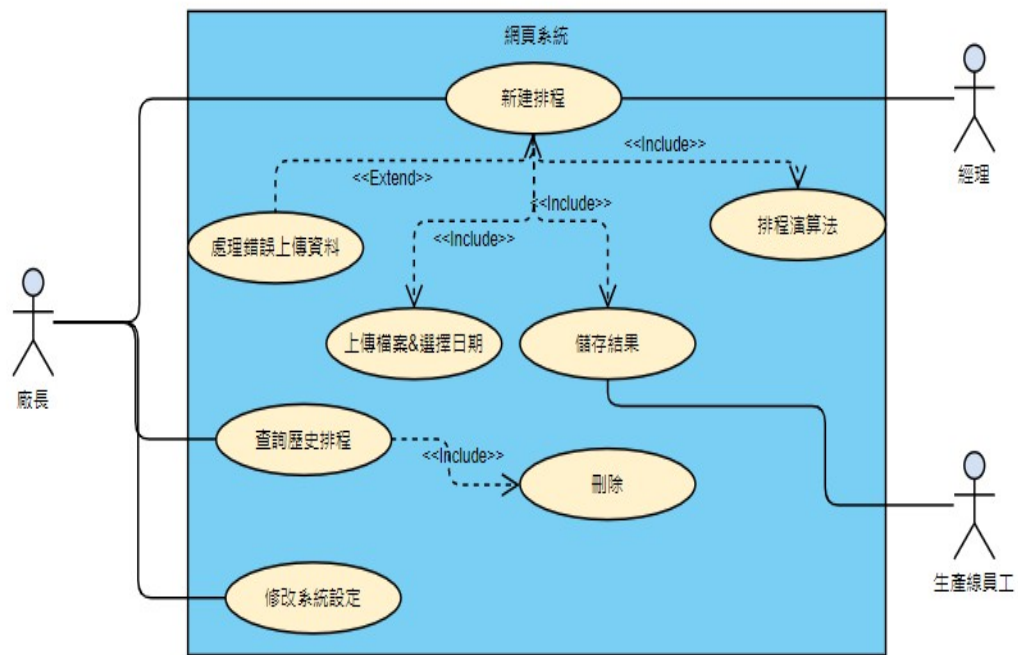 網頁系統
新建排程
<<Include>>
<<Extend>>
經理
<<Include>>
排程演算法
處理錯誤上傳資料
<<Include>>
上傳檔案&選擇日期
儲存結果
廠長
查詢歷史排程
<<Include>>
刪除
生產線員工
修改系統設定